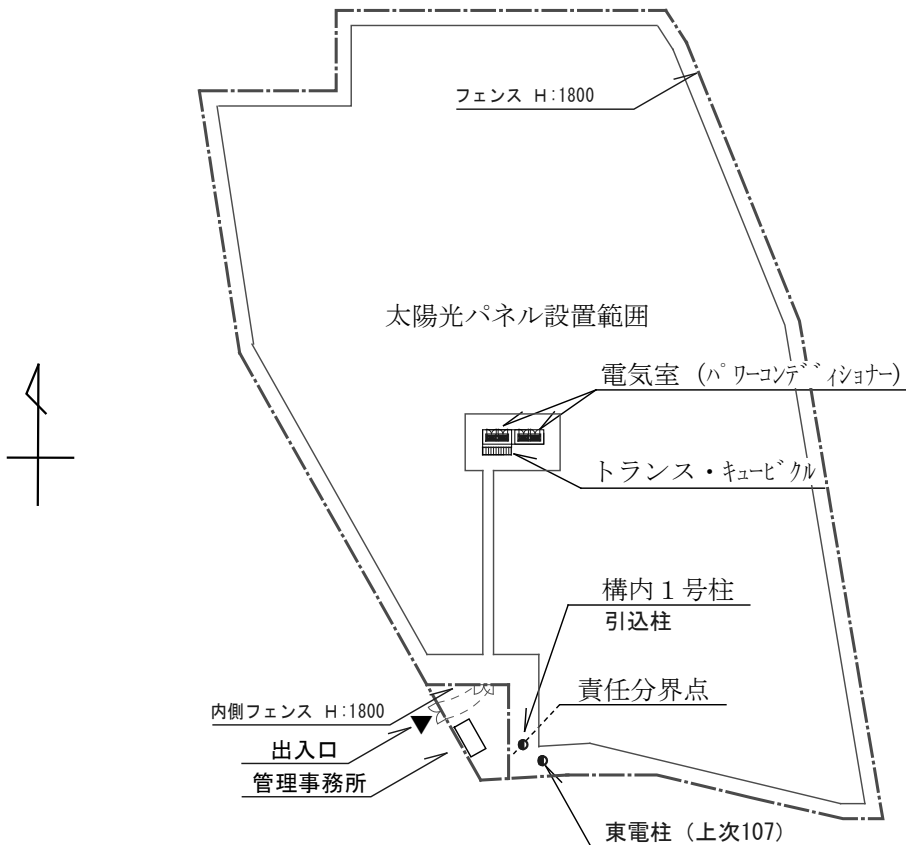 フェンス H:1800
太陽光パネル設置範囲
電気室 (パワーコンディショナー)
トランス・キュービクル
構内１号柱
引込柱
責任分界点
内側フェンス H:1800
出入口
管理事務所
東電柱 (上次107)